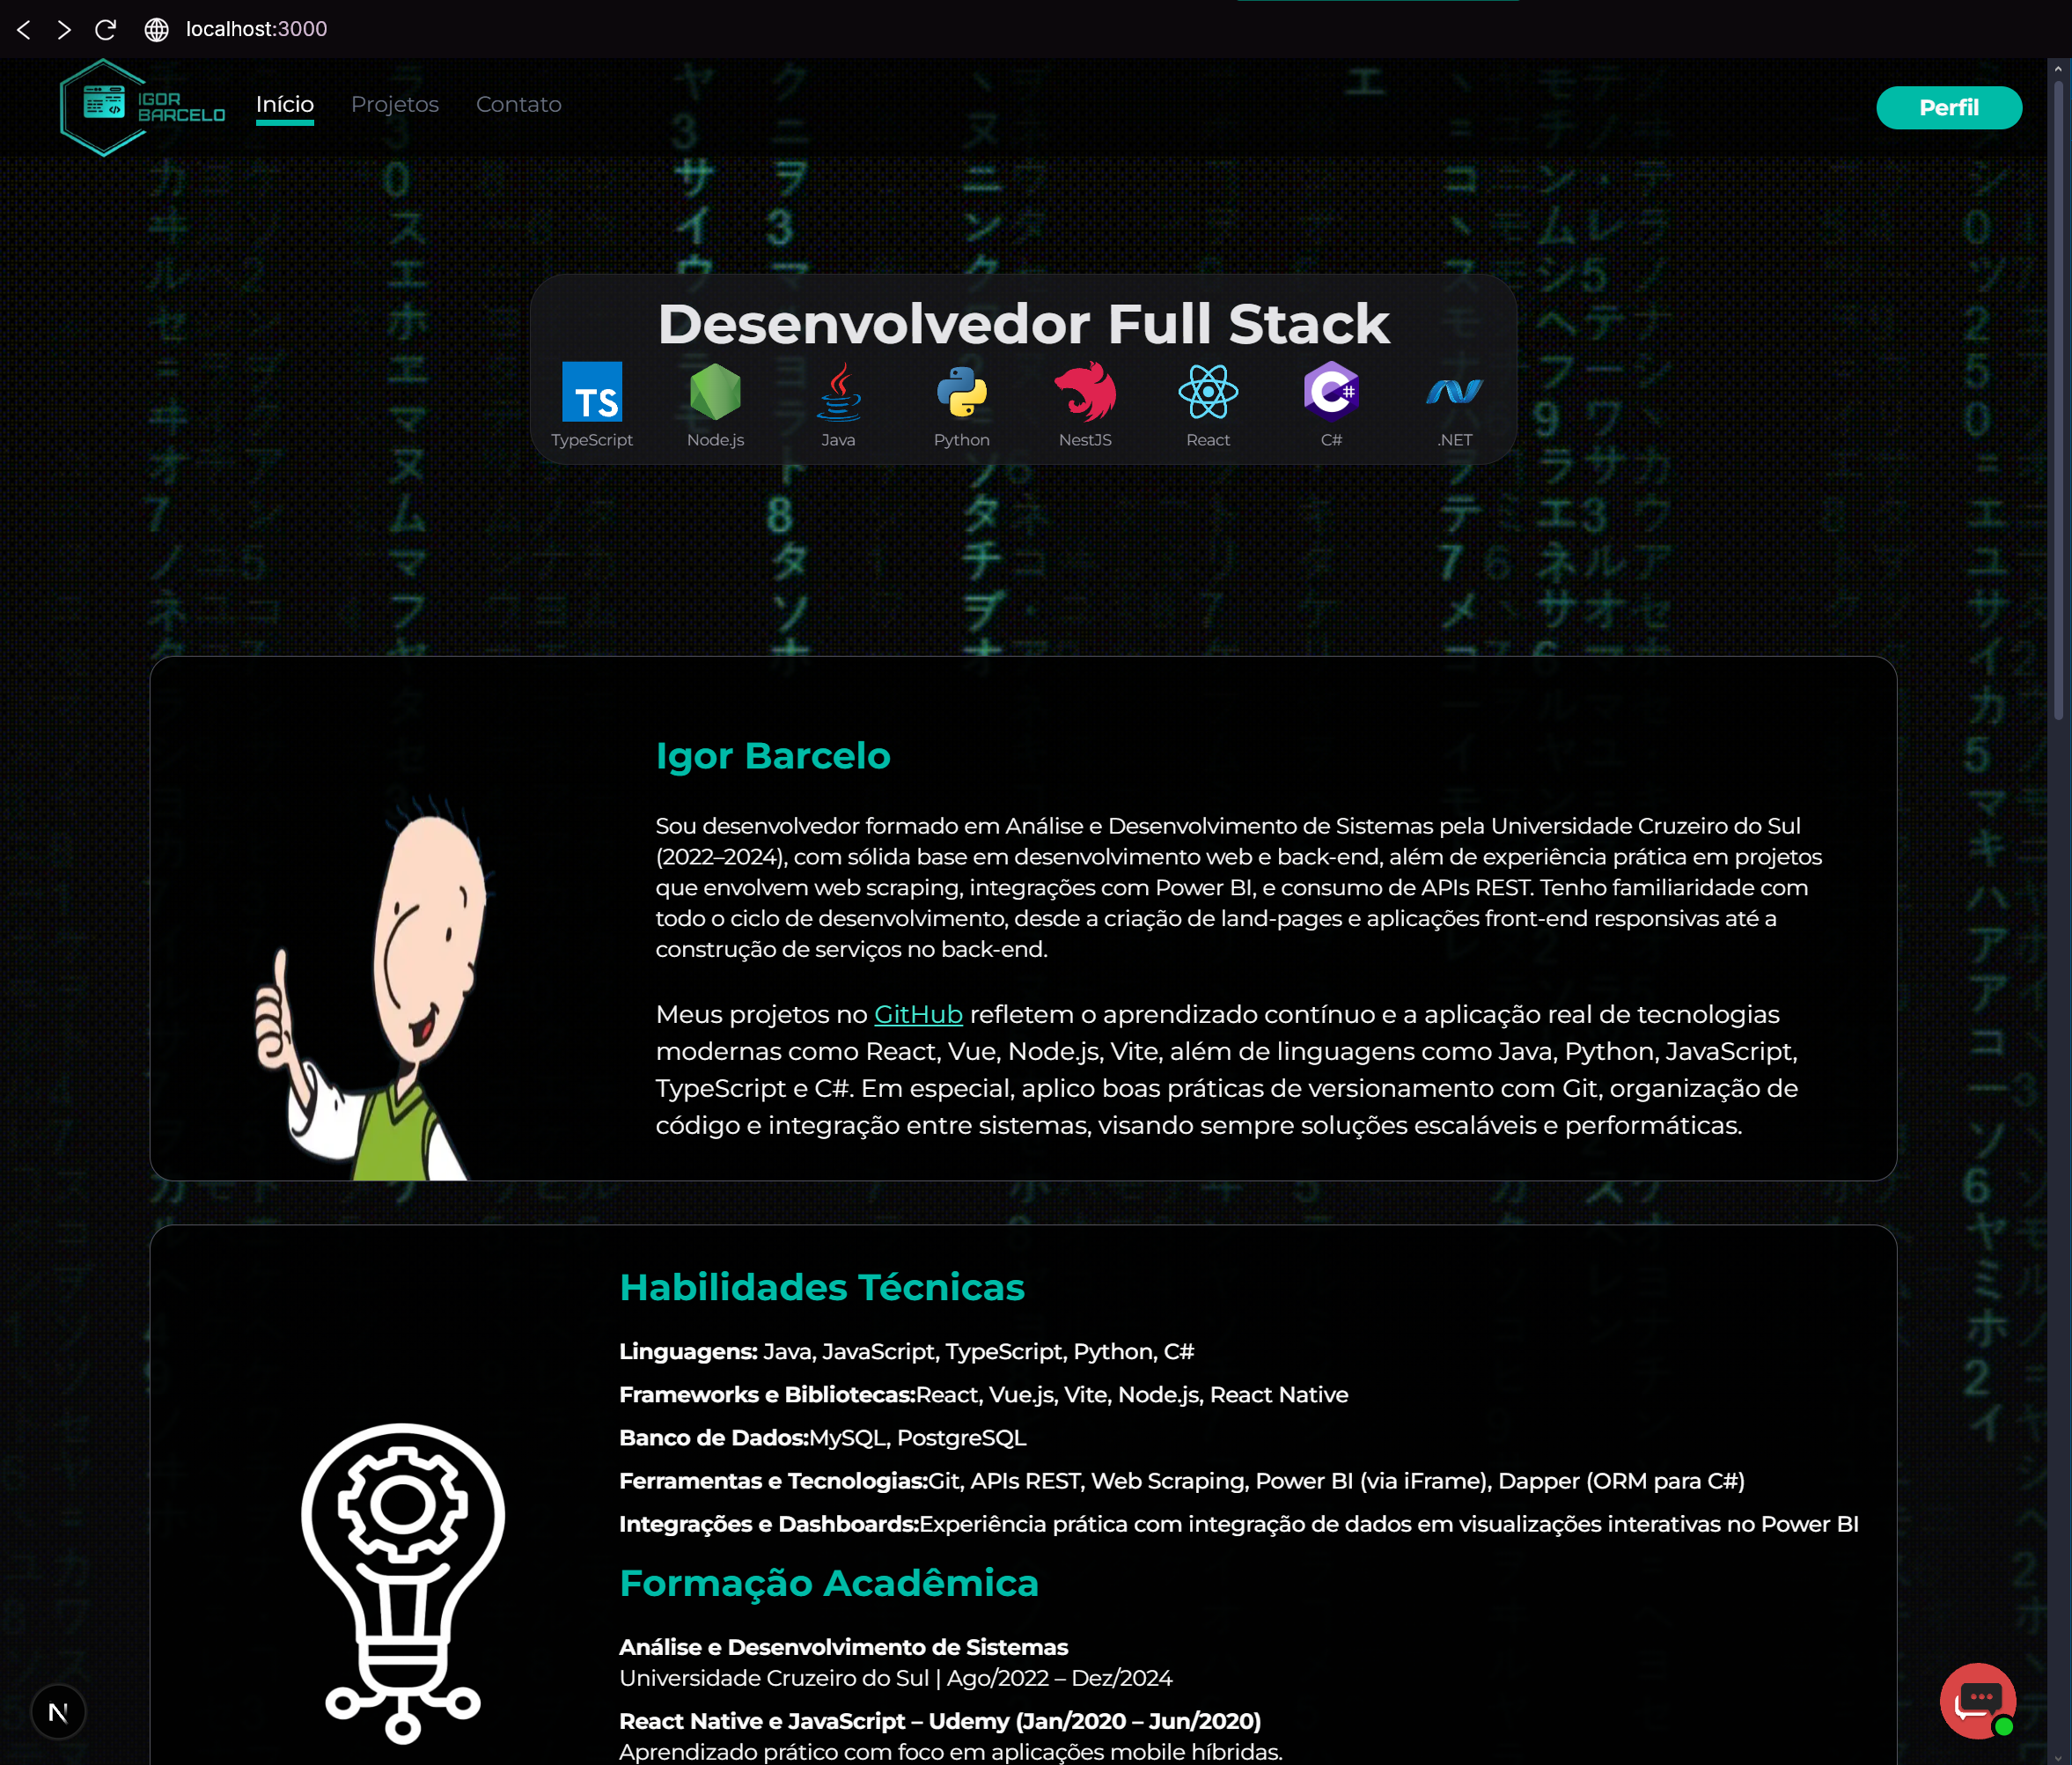 localhost:3000
IGOR
BARCELO
Início
Projetos
Contato
Perfil
Desenvolvedor Full Stack
TS
TypeScript
Node.js
Java
Python
NestJS
React
C#
.NET
Igor Barcelo
Sou desenvolvedor formado em Análise e Desenvolvimento de Sistemas pela Universidade Cruzeiro do Sul
(2022–2024), com sólida base em desenvolvimento web e back-end, além de experiência prática em projetos
que envolvem web scraping, integrações com Power BI, e consumo de APIs REST. Tenho familiaridade com
todo o ciclo de desenvolvimento, desde a criação de land-pages e aplicações front-end responsivas até a
construção de serviços no back-end.
Meus projetos no GitHub refletem o aprendizado contínuo e a aplicação real de tecnologias
modernas como React, Vue, Node.js, Vite, além de linguagens como Java, Python, JavaScript,
TypeScript e C#. Em especial, aplico boas práticas de versionamento com Git, organização de
código e integração entre sistemas, visando sempre soluções escaláveis e performáticas.
Habilidades Técnicas
Linguagens: Java, JavaScript, TypeScript, Python, C#
Frameworks e Bibliotecas:React, Vue.js, Vite, Node.js, React Native
Banco de Dados:MySQL, PostgreSQL
Ferramentas e Tecnologias:Git, APIs REST, Web Scraping, Power BI (via iFrame), Dapper (ORM para C#)
Integrações e Dashboards:Experiência prática com integração de dados em visualizações interativas no Power BI
Formação Acadêmica
Análise e Desenvolvimento de Sistemas
Universidade Cruzeiro do Sul | Ago/2022 – Dez/2024
React Native e JavaScript – Udemy (Jan/2020 – Jun/2020)
Aprendizado prático com foco em aplicações mobile híbridas.
N